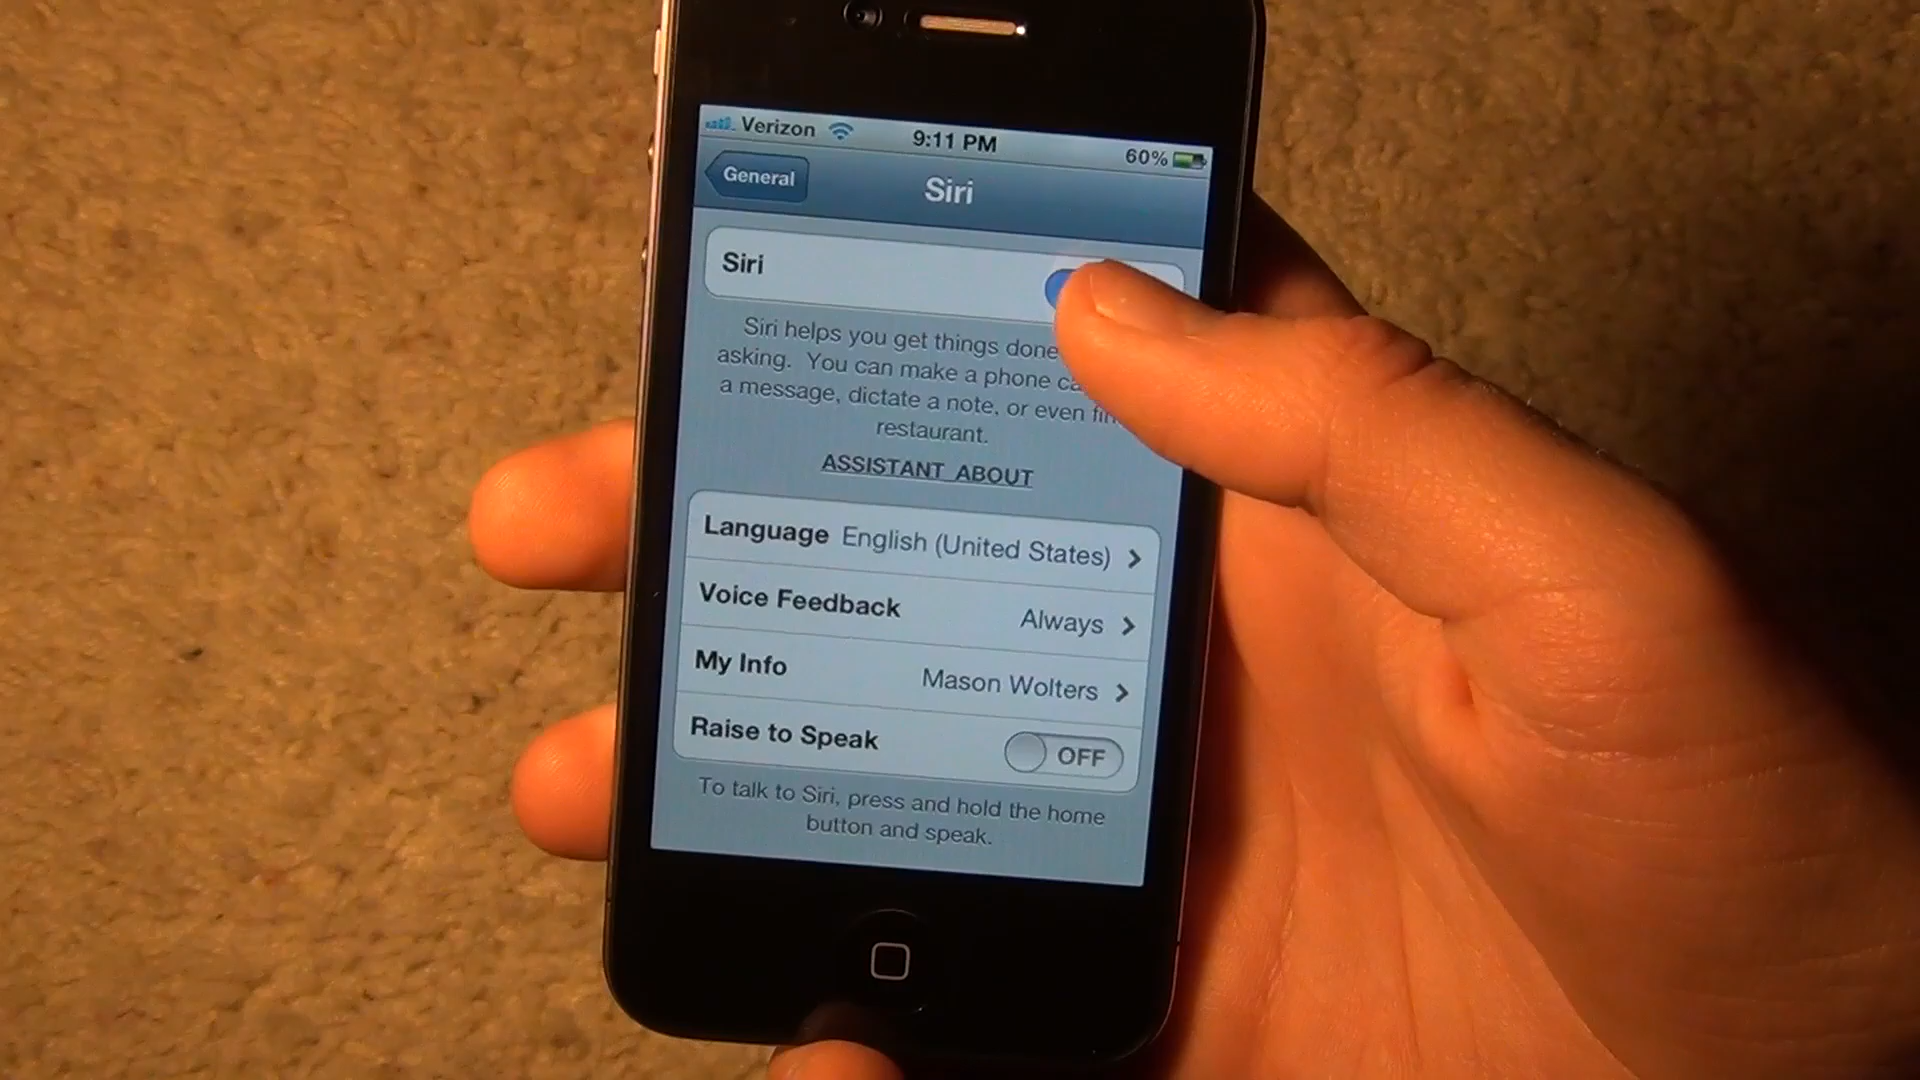 Verizon 9:11 PM 60%
General Siri
Siri
Siri helps you get things done
asking. You can make a phone
a message, dictate a note, or even
restaurant.
ASSISTANT_ABOUT
Language English (United States)
Voice Feedback Always
My Info Mason Wolters
Raise to Speak OFF
To talk to Siri, press and hold the home
button and speak.